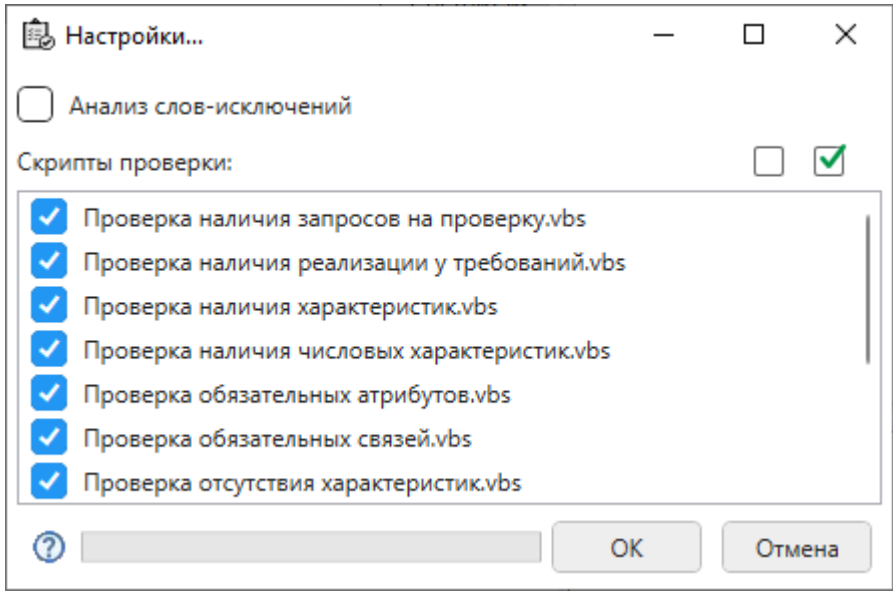 Настройки...
Анализ слов-исключений
Скрипты проверки:
Проверка наличия запросов на проверку.vbs
Проверка наличия реализации у требований.vbs
Проверка наличия характеристик.vbs
Проверка наличия числовых характеристик.vbs
Проверка обязательных атрибутов.vbs
Проверка обязательных связей.vbs
Проверка отсутствия характеристик.vbs
? ОК Отмена